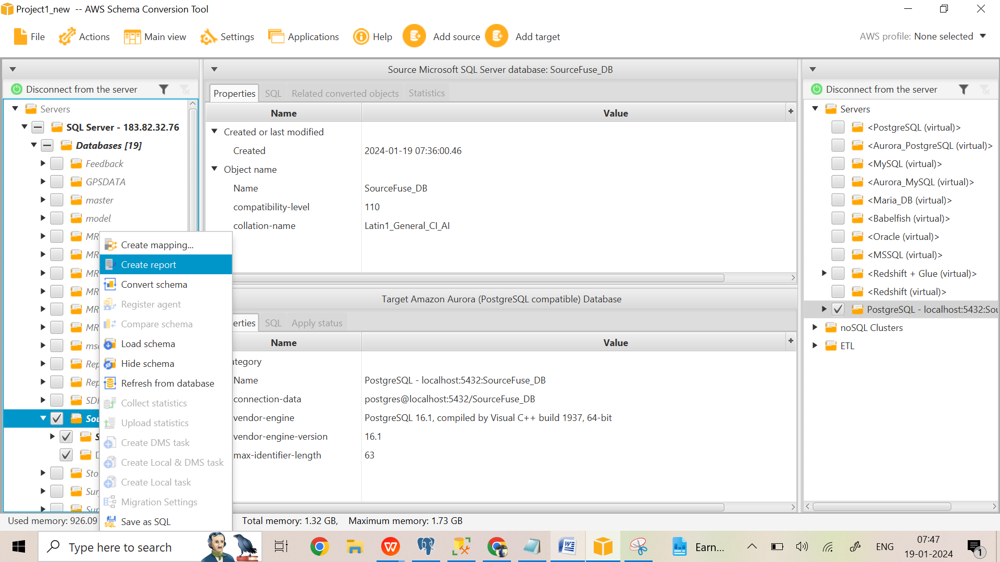 Project1_new -- AWS Schema Conversion Tool
File Actions Main view Settings Applications Help Add source Add target AWS profile: None selected
Disconnect from the server
Servers
SQL Server - 183.82.32.76
Databases [19]
Feedback
GPSDATA
master
model
MR
MR
MR
MR
MR
MR
Rep
Rep
Sou
S
D
Sto
Sur
Create mapping...
Create report
Convert schema
Register agent
Compare schema
Load schema
Hide schema
Refresh from database
Collect statistics
Upload statistics
Create DMS task
Create Local & DMS task
Create Local task
Migration Settings
Save as SQL
Source Microsoft SQL Server database: SourceFuse_DB
Properties SQL Related converted objects Statistics
Name Value
Created or last modified
Created 2024-01-19 07:36:00.46
Object name
Name SourceFuse_DB
compatibility-level 110
collation-name Latin1_General_CI_AI
Target Amazon Aurora (PostgreSQL compatible) Database
erties SQL Apply status
Name Value
tegory
Name PostgreSQL - localhost:5432:SourceFuse_DB
connection-data postgres@localhost:5432/SourceFuse_DB
vendor-engine PostgreSQL 16.1, compiled by Visual C++ build 1937, 64-bit
vendor-engine-version 16.1
max-identifier-length 63
Disconnect from the server
Servers
<PostgreSQL (virtual)>
<Aurora_PostgreSQL (virtual)>
<MySQL (virtual)>
<Aurora_MySQL (virtual)>
<Maria_DB (virtual)>
<Babelfish (virtual)>
<Oracle (virtual)>
<MSSQL (virtual)>
<Redshift + Glue (virtual)>
<Redshift (virtual)>
PostgreSQL - localhost:5432:Sou
noSQL Clusters
ETL
Used memory: 926.09 Total memory: 1.32 GB, Maximum memory: 1.73 GB
Type here to search
Earn...
ENG
07:47
19-01-2024
1